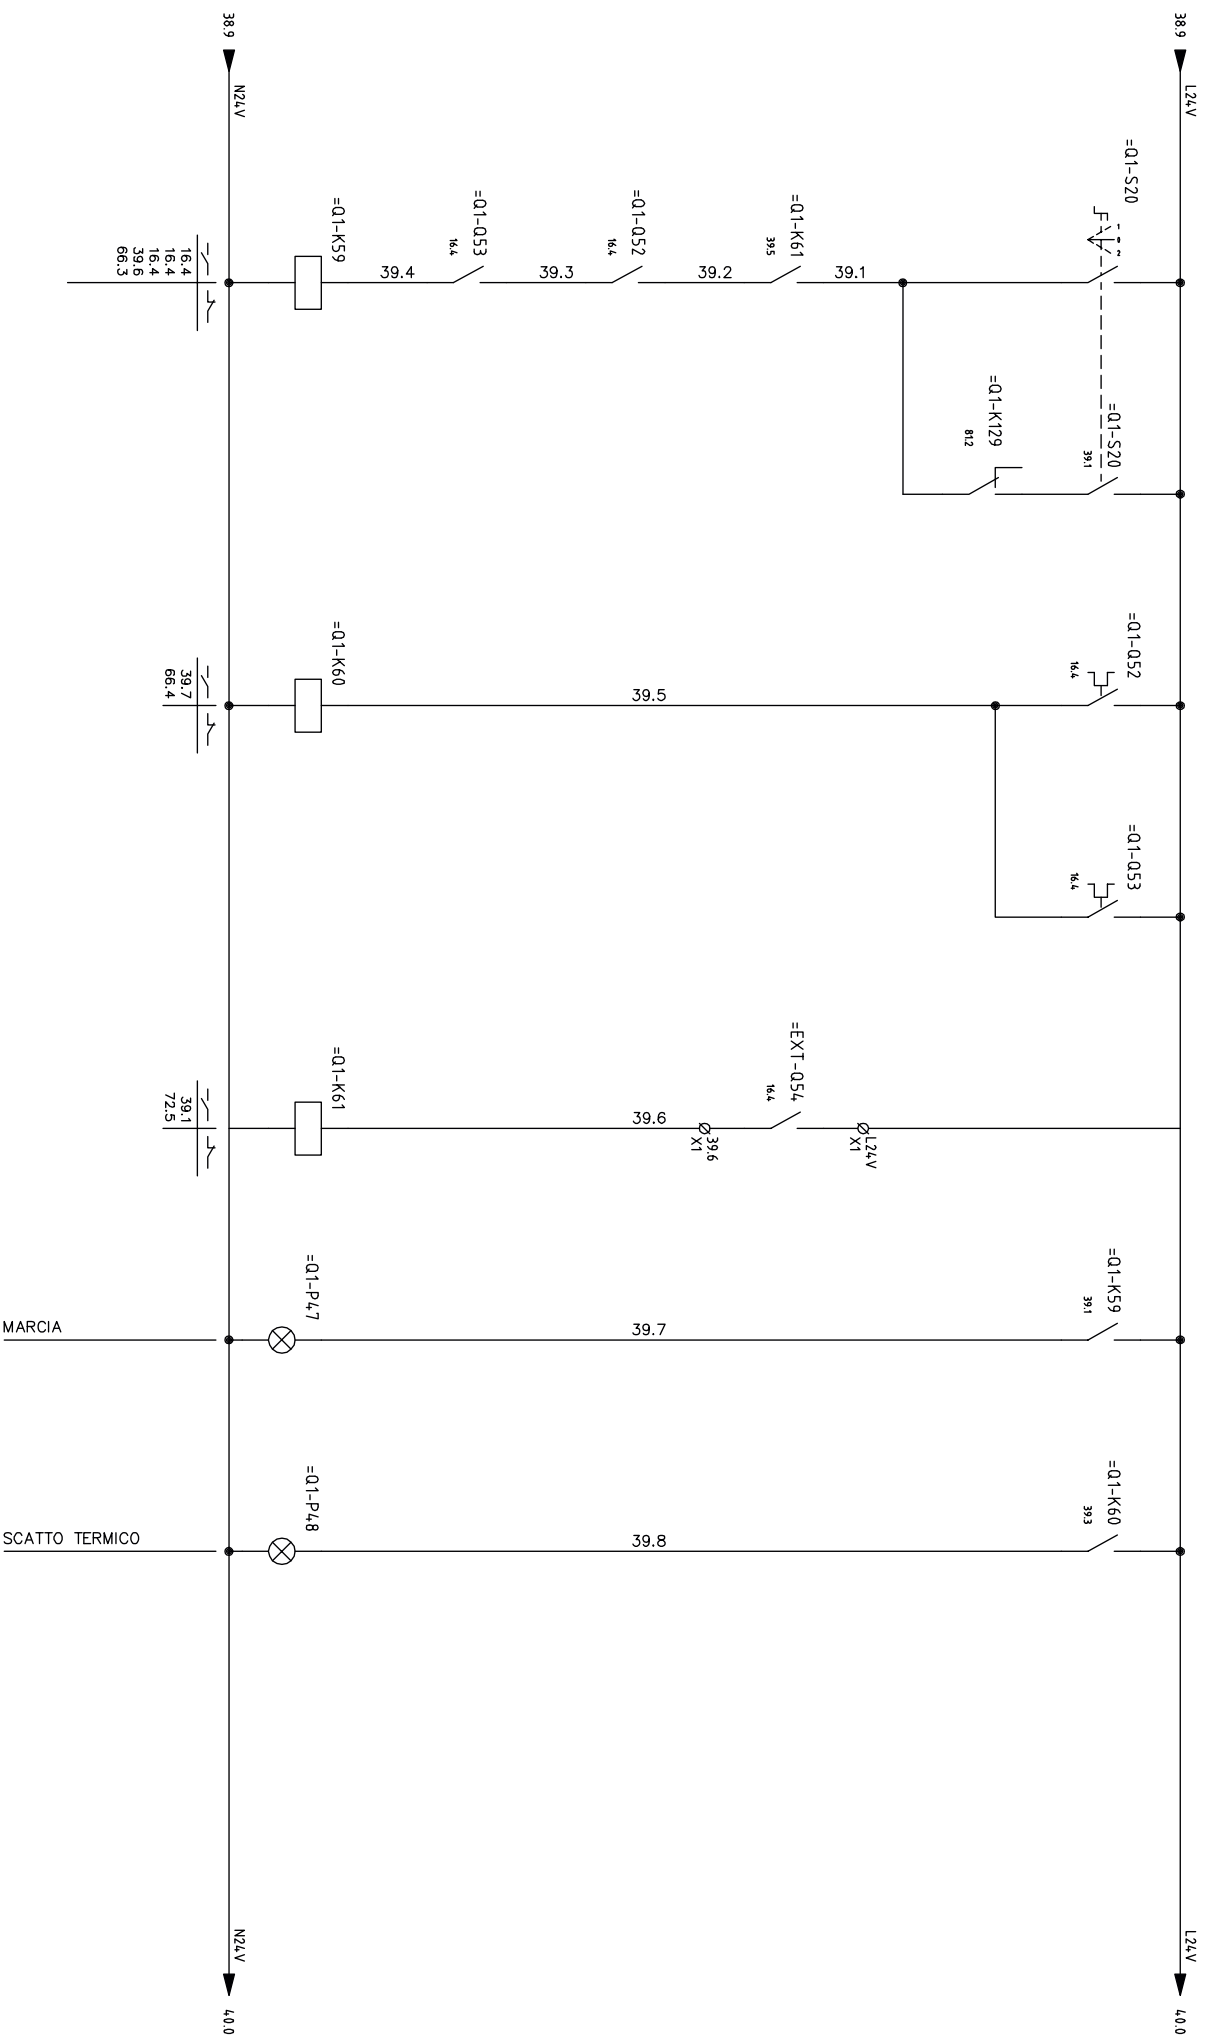 38.9
L24V
L24V
40.0
=Q1-S20
1
0
2
=Q1-S20
39.1
=Q1-Q52
16.4
=Q1-Q53
16.4
=Q1-K59
39.1
=Q1-K60
39.3
=Q1-K129
81.2
39.1
=Q1-K61
39.5
39.2
=Q1-Q52
16.4
39.3
=Q1-Q53
16.4
39.4
=Q1-K59
39.5
=Q1-K60
L24V
X1
=EXT-Q54
16.4
39.6
X1
39.6
=Q1-K61
39.7
=Q1-P47
39.8
=Q1-P48
38.9
N24V
N24V
40.0
16.4
16.4
16.4
39.6
66.3
39.7
66.4
39.1
72.5
MARCIA
SCATTO TERMICO